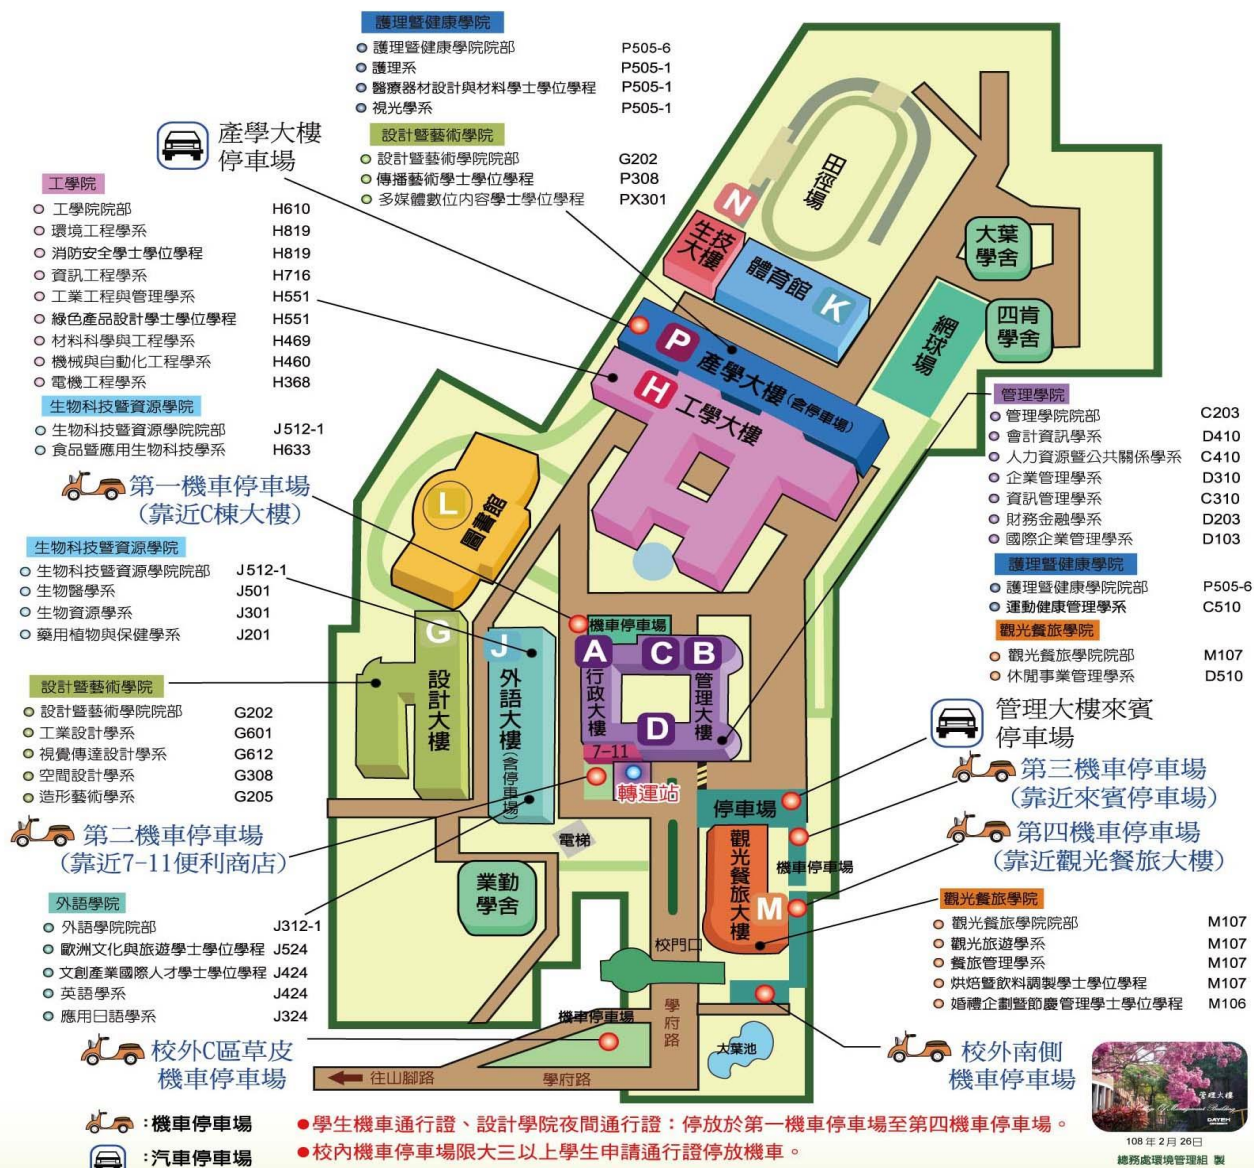 護理暨健康學院
護理暨健康學院院部 P505-6
護理系 P505-1
醫療器材設計與材料學士學位學程 P505-1
視光學系 P505-1
設計暨藝術學院
設計暨藝術學院院部 G202
傳播藝術學士學位學程 P308
多媒體數位內容學士學位學程 PX301
產學大樓
停車場
工學院
工學院院部 H610
環境工程學系 H819
消防安全學士學位學程 H819
資訊工程學系 H716
工業工程與管理學系 H551
綠色產品設計學士學位學程 H551
材料科學與工程學系 H469
機械與自動化工程學系 H460
電機工程學系 H368
生物科技暨資源學院
生物科技暨資源學院院部 J512-1
食品暨應用生物科技學系 H633
第一機車停車場
(靠近C棟大樓)
生物科技暨資源學院
生物科技暨資源學院院部 J512-1
生物醫學系 J501
生物資源學系 J301
藥用植物與保健學系 J201
設計暨藝術學院
設計暨藝術學院院部 G202
工業設計學系 G601
視覺傳達設計學系 G612
空間設計學系 G308
造形藝術學系 G205
第二機車停車場
(靠近7-11便利商店)
外語學院
外語學院院部 J312-1
歐洲文化與旅遊學士學位學程 J524
文創產業國際人才學士學位學程 J424
英語學系 J424
應用日語學系 J324
校外C區草皮
機車停車場
田徑場
N
生技大樓
體育館
K
大葉學舍
四肯學舍
網球場
P
產學大樓(含停車場)
H
工學大樓
L
圖書館
G
設計大樓
J
外語大樓(含停車場)
機車停車場
A
行政大樓
C
B
管理大樓
D
7-11
轉運站
電梯
業勤學舍
停車場
觀光餐旅大樓
M
機車停車場
校門口
機車停車場
學府路
大葉池
往山腳路
學府路
管理學院
管理學院院部 C203
會計資訊學系 D410
人力資源暨公共關係學系 C410
企業管理學系 D310
資訊管理學系 C310
財務金融學系 D203
國際企業管理學系 D103
護理暨健康學院
護理暨健康學院院部 P505-6
運動健康管理學系 C510
觀光餐旅學院
觀光餐旅學院院部 M107
休閒事業管理學系 D510
管理大樓來賓
停車場
第三機車停車場
(靠近來賓停車場)
第四機車停車場
(靠近觀光餐旅大樓)
觀光餐旅學院
觀光餐旅學院院部 M107
觀光旅遊學系 M107
餐旅管理學系 M107
烘焙暨飲料調製學士學位學程 M107
婚禮企劃暨節慶管理學士學位學程 M106
校外南側
機車停車場
:機車停車場
:汽車停車場
●學生機車通行證、設計學院夜間通行證：停放於第一機車停車場至第四機車停車場。
●校內機車停車場限大三以上學生申請通行證停放機車。
管理大樓
College Of Management Building
DAYEH
108 年 2 月 26日
總務處環境管理組 製